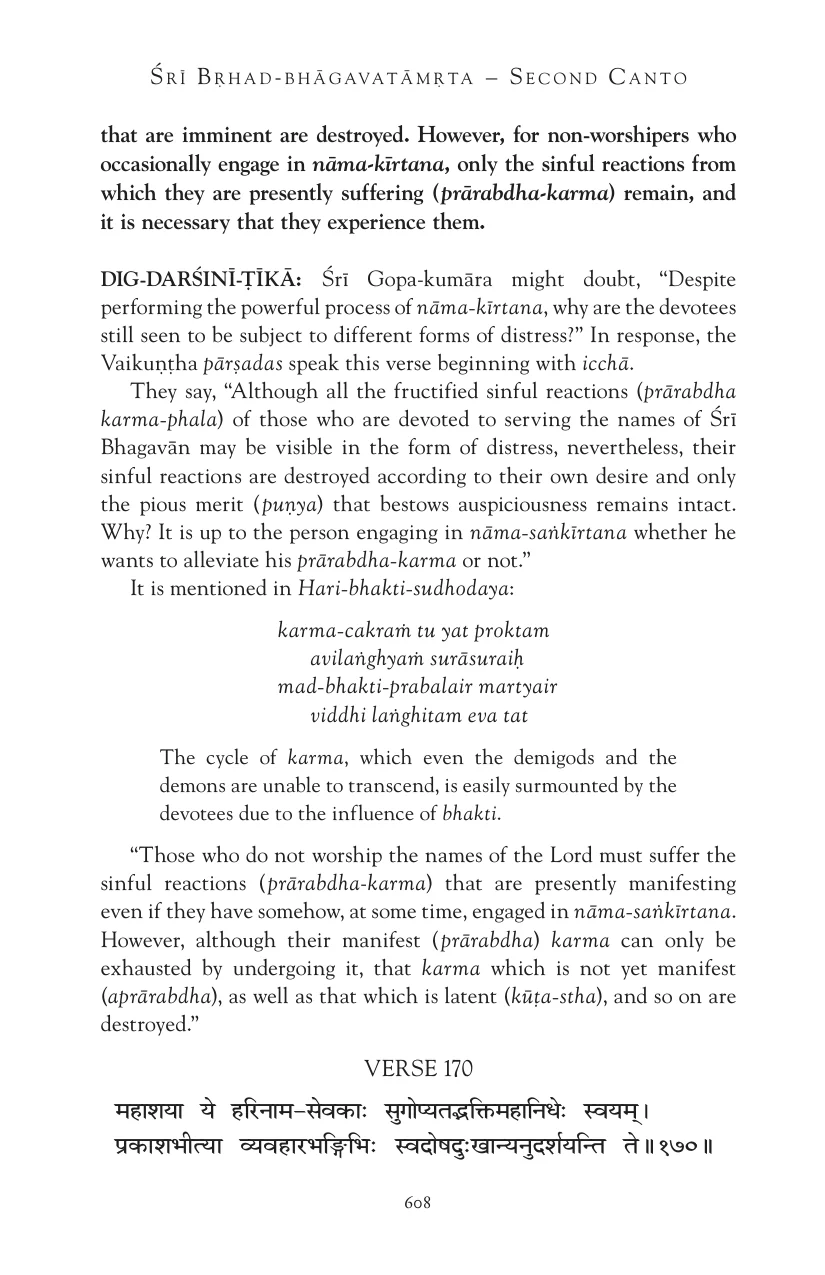 ŚRĪ BṚHAD-BHĀGAVATĀMṚTA – SECOND CANTO
that are imminent are destroyed. However, for non-worshipers who
occasionally engage in nāma-kīrtana, only the sinful reactions from
which they are presently suffering (prārabdha-karma) remain, and
it is necessary that they experience them.
DIG-DARŚINĪ-ṬĪKĀ: Śrī Gopa-kumāra might doubt, “Despite
performing the powerful process of nāma-kīrtana, why are the devotees
still seen to be subject to different forms of distress?” In response, the
Vaikuṇṭha pārṣadas speak this verse beginning with icchā.
They say, “Although all the fructified sinful reactions (prārabdha
karma-phala) of those who are devoted to serving the names of Śrī
Bhagavān may be visible in the form of distress, nevertheless, their
sinful reactions are destroyed according to their own desire and only
the pious merit (puṇya) that bestows auspiciousness remains intact.
Why? It is up to the person engaging in nāma-saṅkīrtana whether he
wants to alleviate his prārabdha-karma or not.”
It is mentioned in Hari-bhakti-sudhodaya:
karma-cakraṁ tu yat proktam
avilaṅghyaṁ surāsuraiḥ
mad-bhakti-prabalair martyair
viddhi laṅghitam eva tat
The cycle of karma, which even the demigods and the
demons are unable to transcend, is easily surmounted by the
devotees due to the influence of bhakti.
“Those who do not worship the names of the Lord must suffer the
sinful reactions (prārabdha-karma) that are presently manifesting
even if they have somehow, at some time, engaged in nāma-saṅkīrtana.
However, although their manifest (prārabdha) karma can only be
exhausted by undergoing it, that karma which is not yet manifest
(aprārabdha), as well as that which is latent (kūṭa-stha), and so on are
destroyed.”
VERSE 170
महाशया ये हरिनाम–सेवकाः सुगोप्यतद्भक्तिमहानिधेः स्वयम्।
प्रकाशभीत्या व्यवहारभङ्गिभिः स्वदोषदुःखान्यनुदर्शयन्ति ते॥१७०॥
608